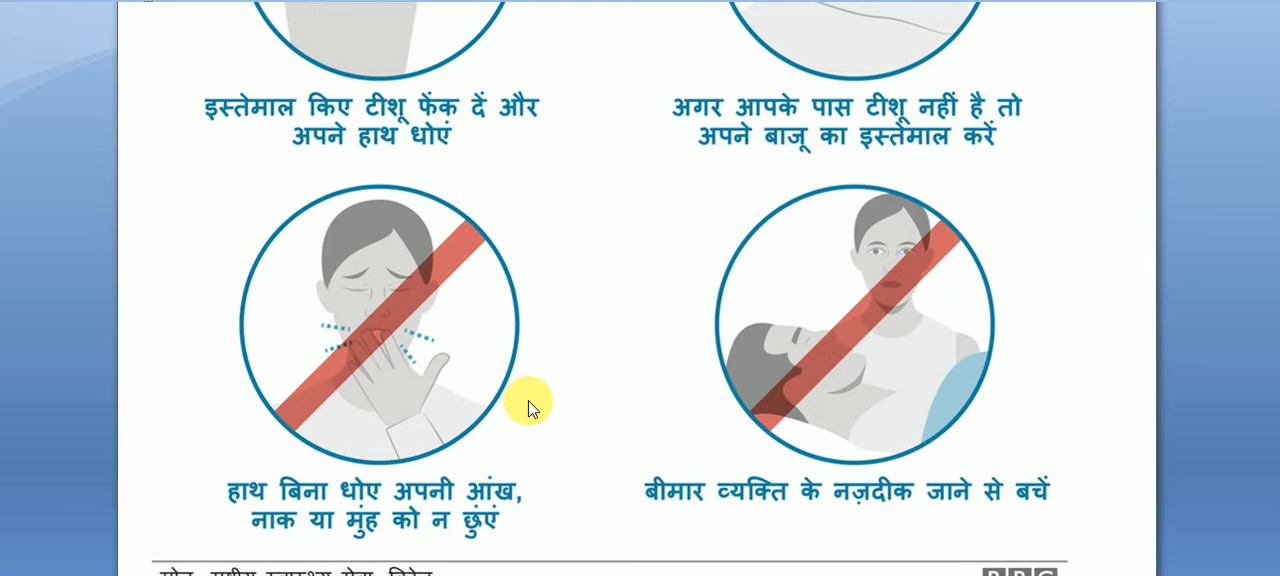 इस्तेमाल किए टीशू फेंक दें और
अपने हाथ धोएं
अगर आपके पास टीशू नहीं है तो
अपने बाजू का इस्तेमाल करें
हाथ बिना धोए अपनी आंख,
नाक या मुंह को न छुंएं
बीमार व्यक्ति के नज़दीक जाने से बचें